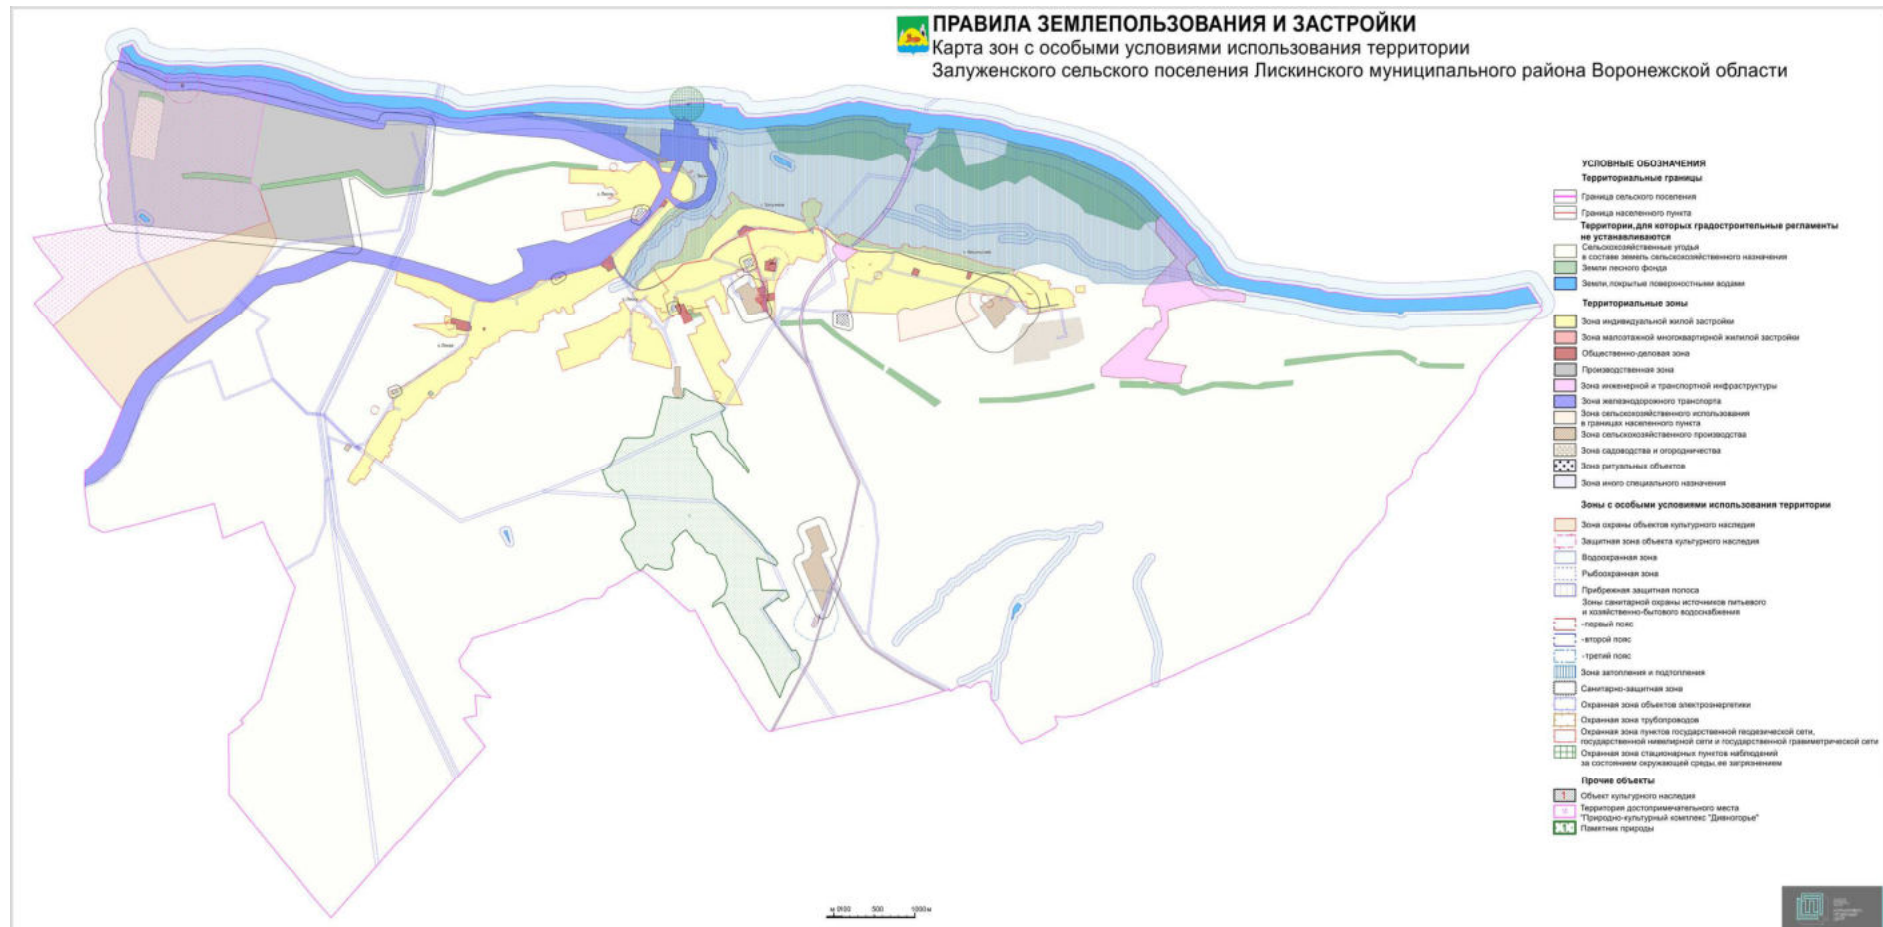 ПРАВИЛА ЗЕМЛЕПОЛЬЗОВАНИЯ И ЗАСТРОЙКИ
Карта зон с особыми условиями использования территории
Залуженского сельского поселения Лискинского муниципального района Воронежской области
УСЛОВНЫЕ ОБОЗНАЧЕНИЯ
Территориальные границы
Граница сельского поселения
Граница населенного пункта
Территории, для которых градостроительные регламенты
не устанавливаются
Сельскохозяйственные угодья
в составе земель сельскохозяйственного назначения
Земли лесного фонда
Земли, покрытые поверхностными водами
Территориальные зоны
Зона индивидуальной жилой застройки
Зона малоэтажной многоквартирной жилилой застройки
Общественно-деловая зона
Производственная зона
Зона инженерной и транспортной инфраструктуры
Зона железнодорожного транспорта
Зона сельскохозяйственного использования
в границах населенного пункта
Зона сельскохозяйственного производства
Зона садоводства и огородничества
Зона ритуальных объектов
Зона иного специального назначения
Зоны с особыми условиями использования территории
Зона охраны объектов культурного наследия
Защитная зона объекта культурного наследия
Водоохранная зона
Рыбоохранная зона
Прибрежная защитная полоса
Зоны санитарной охраны источников питьевого
и хозяйственно-бытового водоснабжения
-первый пояс
-второй пояс
-третий пояс
Зона затопления и подтопления
Санитарно-защитная зона
Охранная зона объектов электроэнергетики
Охранная зона трубопроводов
Охранная зона пунктов государственной геодезической сети,
государственной нивелирной сети и государственной гравиметрической сети
Охранная зона стационарных пунктов наблюдений
за состоянием окружающей среды, ее загрязнением
Прочие объекты
1 Объект культурного наследия
Территория достопримечательного места
"Природно-культурный комплекс "Дивногорье"
1 Памятник природы
500 1000 м